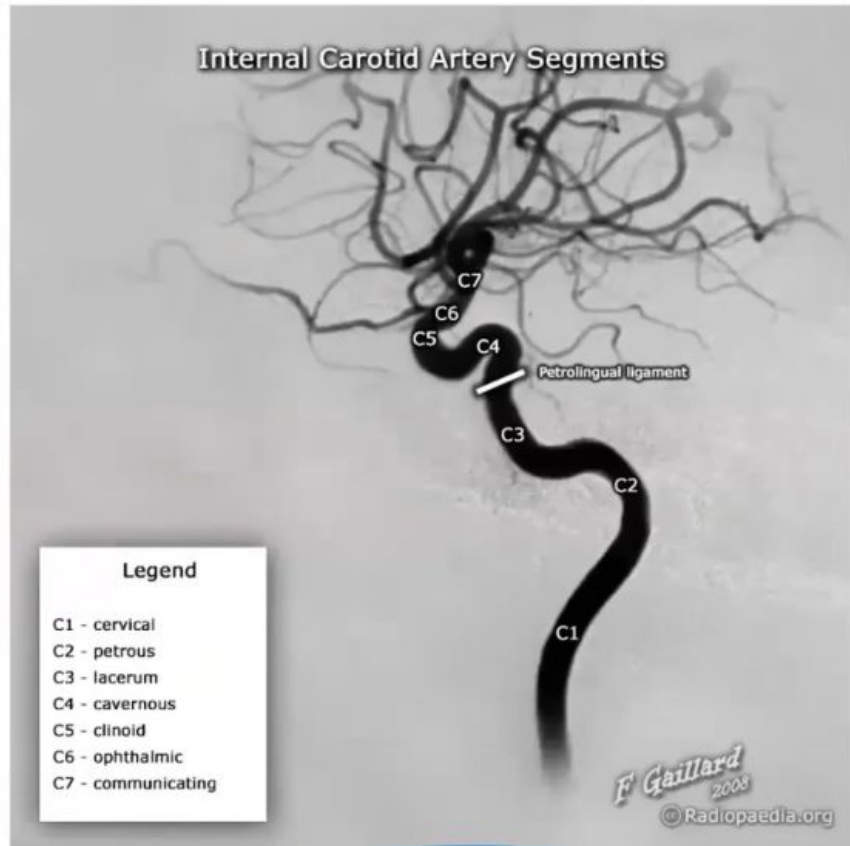 Internal Carotid Artery Segments
C7
C6
C5
C4
Petrolingual ligament
C3
C2
C1
Legend
C1 - cervical
C2 - petrous
C3 - lacerum
C4 - cavernous
C5 - clinoid
C6 - ophthalmic
C7 - communicating
F Gaillard
2008
cc Radiopaedia.org